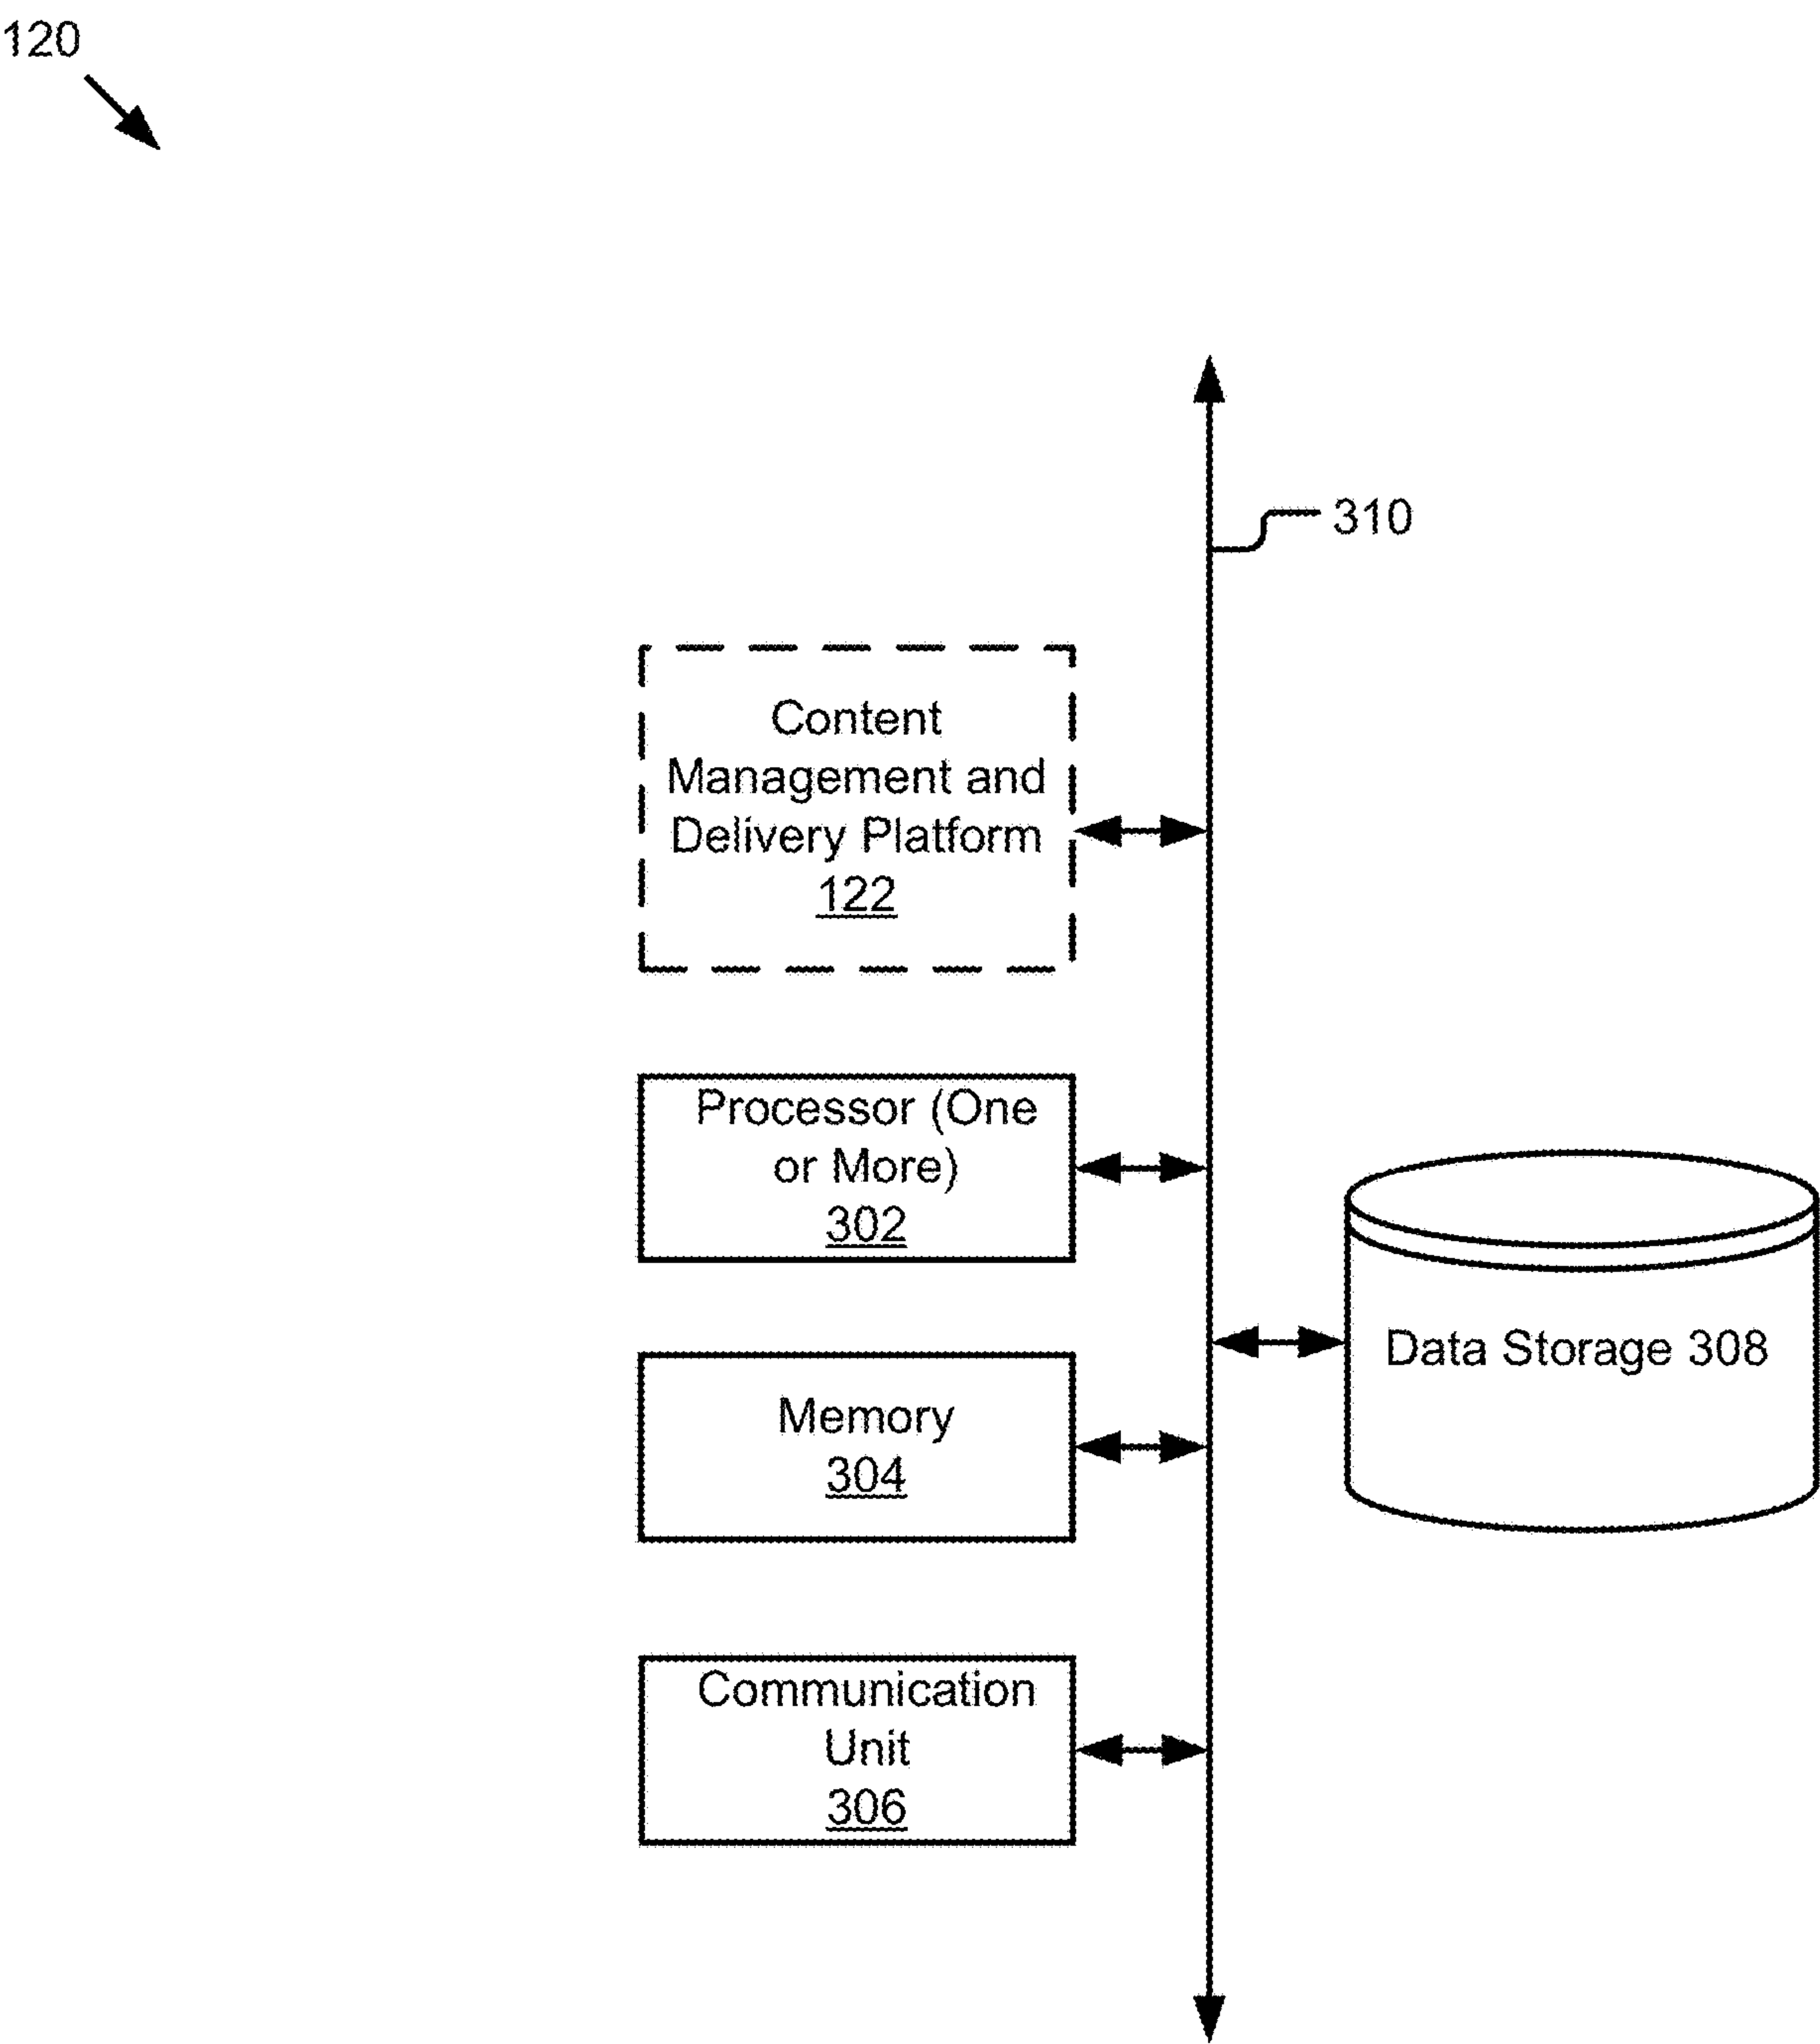 120
310
Content
Management and
Delivery Platform
122
Processor (One
or More)
302
Data Storage 308
Memory
304
Communication
Unit
306